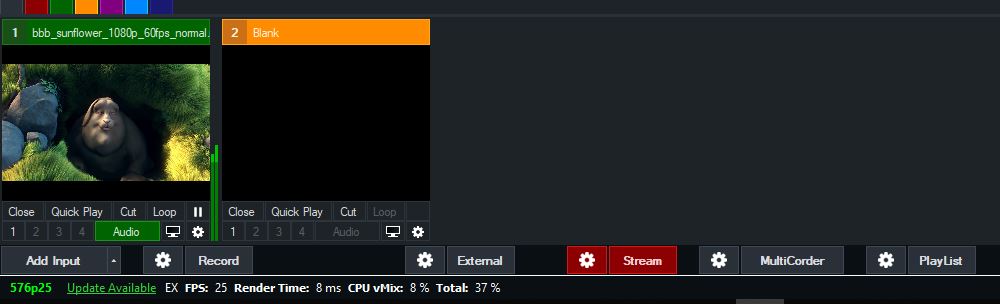 1 bbb_sunflower_1080p_60fps_normal. 2 Blank
Close Quick Play Cut Loop Close Quick Play Cut Loop
1 2 3 4 Audio 1 2 3 4 Audio
Add Input Record External Stream MultiCorder PlayList
576p25 Update Available EX FPS: 25 Render Time: 8 ms CPU vMix: 8 % Total: 37 %